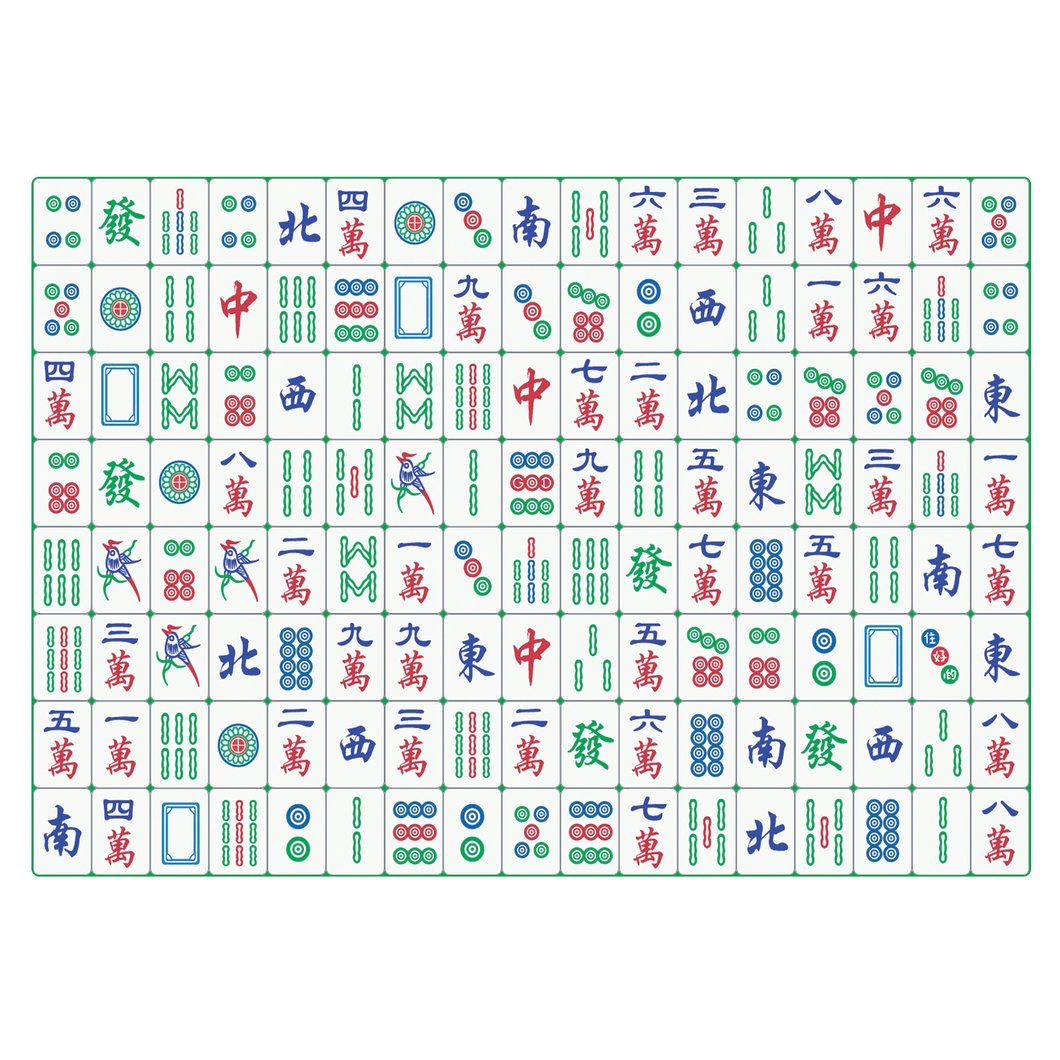 發 北 四萬 南 六萬 三萬 八萬 中 六萬
中 九萬 西 一萬 六萬
四萬 西 中 七萬 二萬 北 東
發 八萬 GOD 九萬 五萬 東 三萬 一萬
二萬 一萬 發 七萬 五萬 南 七萬
三萬 北 九萬 九萬 東 中 五萬 住好的 東
五萬 一萬 二萬 西 三萬 二萬 發 六萬 南 發 西 八萬
南 四萬 七萬 北 八萬